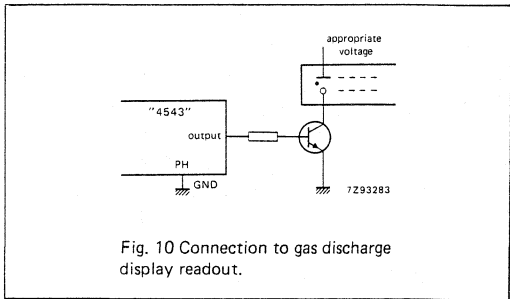 appropriate
voltage
"4543"
output
PH
GND
7Z93283
Fig. 10 Connection to gas discharge
display readout.